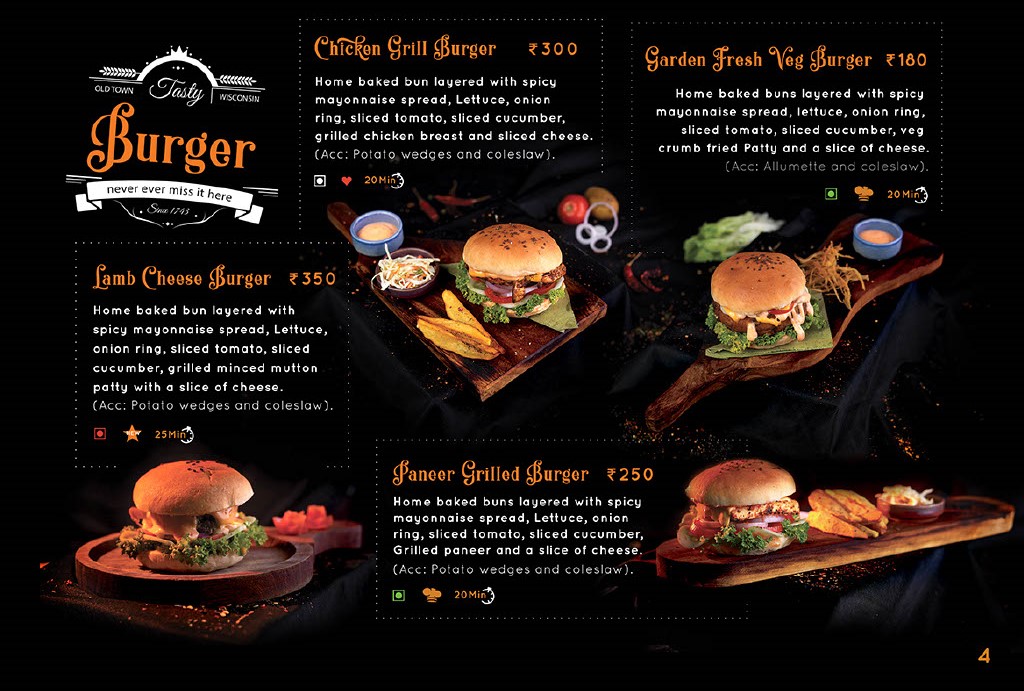 OLD TOWN
Tasty
WISCONSIN
Burger
never ever miss it here
Since 1743
Chicken Grill Burger ₹300
Home baked bun layered with spicy
mayonnaise spread, Lettuce, onion
ring, sliced tomato, sliced cucumber,
grilled chicken breast and sliced cheese.
(Acc: Potato wedges and coleslaw).
20Min
Garden Fresh Veg Burger ₹180
Home baked buns layered with spicy
mayonnaise spread, lettuce, onion ring,
sliced tomato, sliced cucumber, veg
crumb fried Patty and a slice of cheese.
(Acc: Allumette and coleslaw).
20Min
Lamb Cheese Burger ₹350
Home baked bun layered with
spicy mayonnaise spread, Lettuce,
onion ring, sliced tomato, sliced
cucumber, grilled minced mutton
patty with a slice of cheese.
(Acc: Potato wedges and coleslaw).
25Min
Paneer Grilled Burger ₹250
Home baked buns layered with spicy
mayonnaise spread, Lettuce, onion
ring, sliced tomato, sliced cucumber,
Grilled paneer and a slice of cheese.
(Acc: Potato wedges and coleslaw).
20Min
4